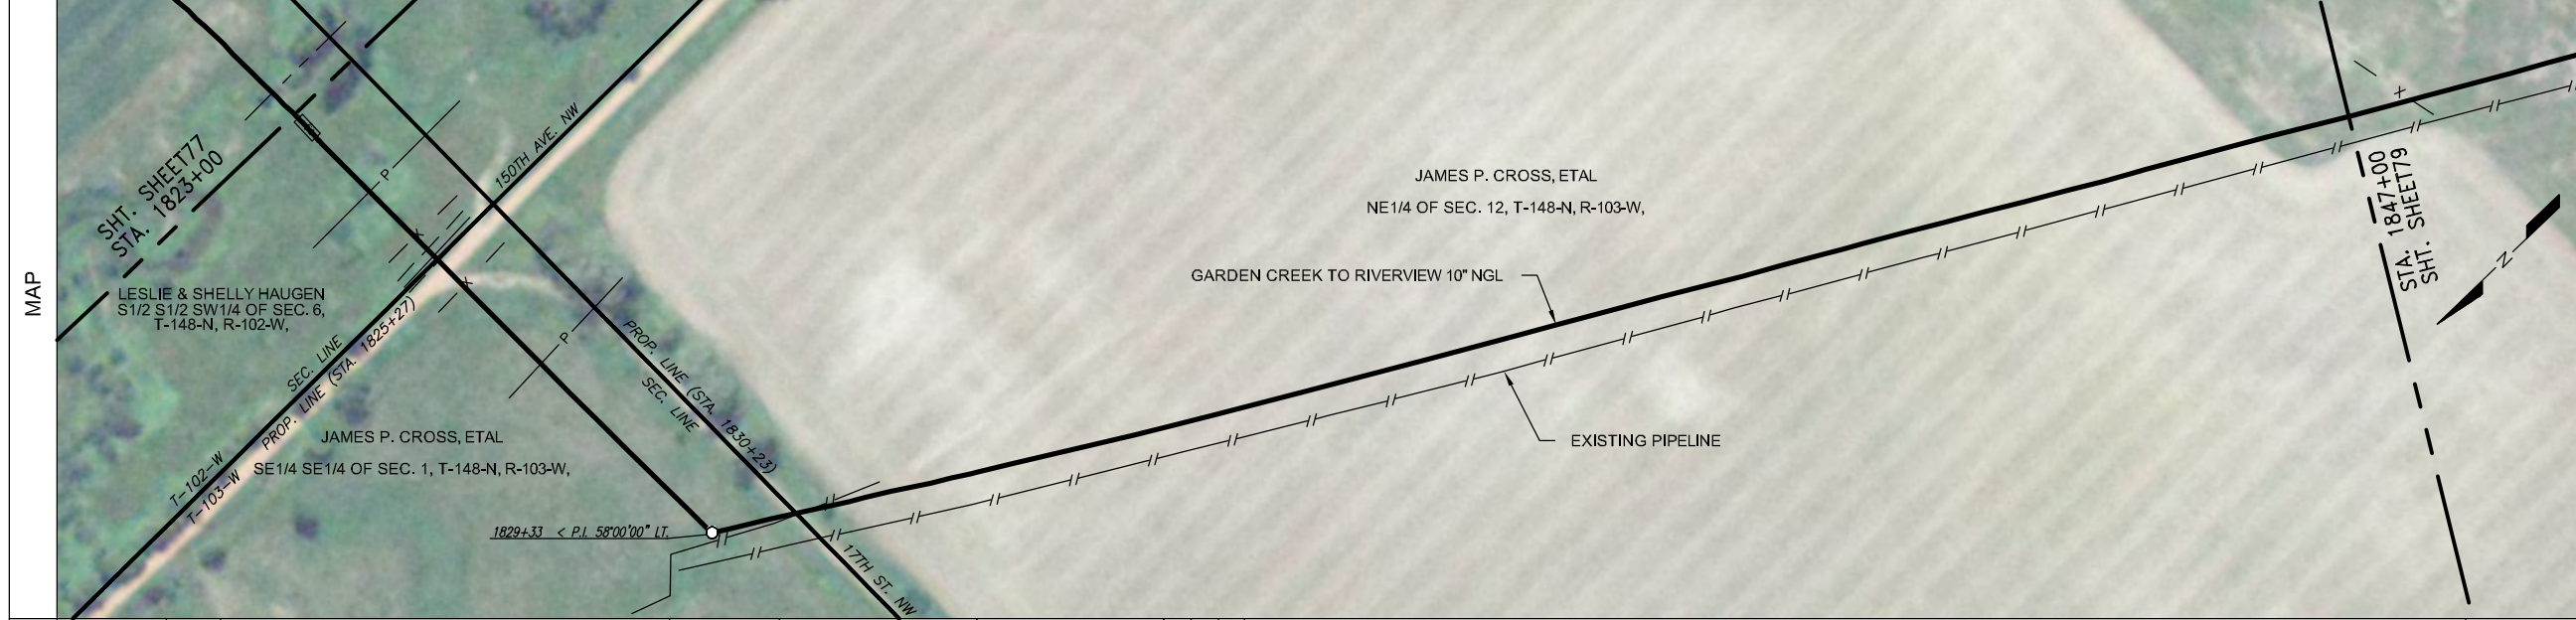 MAP
SHT. SHEET77
STA. 1823+00
150TH AVE. NW
P
X
X
LESLIE & SHELLY HAUGEN
S1/2 S1/2 SW1/4 OF SEC. 6,
T-148-N, R-102-W,
SEC. LINE
PROP. LINE (STA. 1825+27)
T-102-W
T-103-W
P
PROP. LINE (STA. 1830+23)
SEC. LINE
JAMES P. CROSS, ETAL
SE1/4 SE1/4 OF SEC. 1, T-148-N, R-103-W,
1829+33 < P.I. 58°00'00" LT.
17TH ST. NW
JAMES P. CROSS, ETAL
NE1/4 OF SEC. 12, T-148-N, R-103-W,
GARDEN CREEK TO RIVERVIEW 10" NGL
EXISTING PIPELINE
X
STA. 1847+00
SHT. SHEET79
N